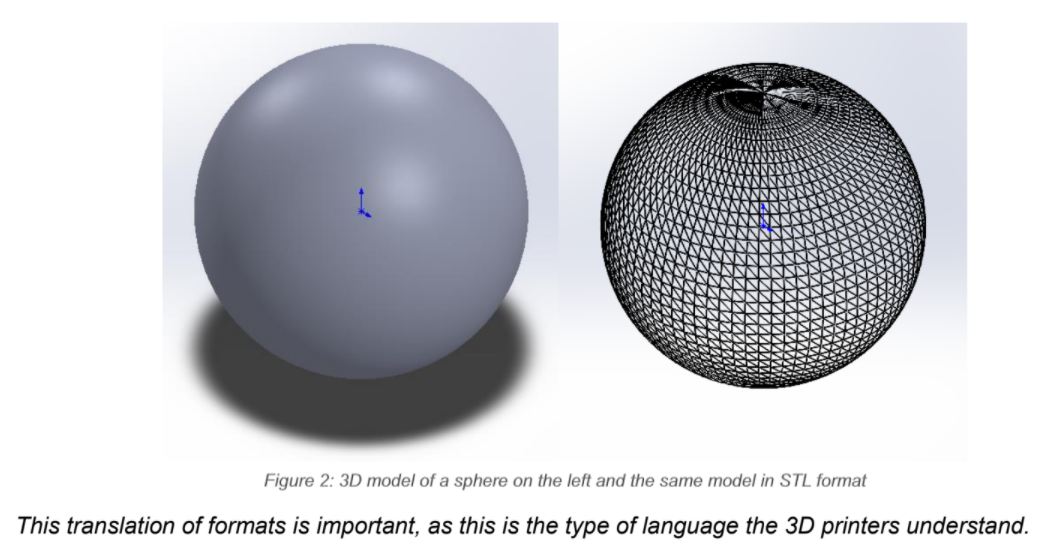 Figure 2: 3D model of a sphere on the left and the same model in STL format
This translation of formats is important, as this is the type of language the 3D printers understand.